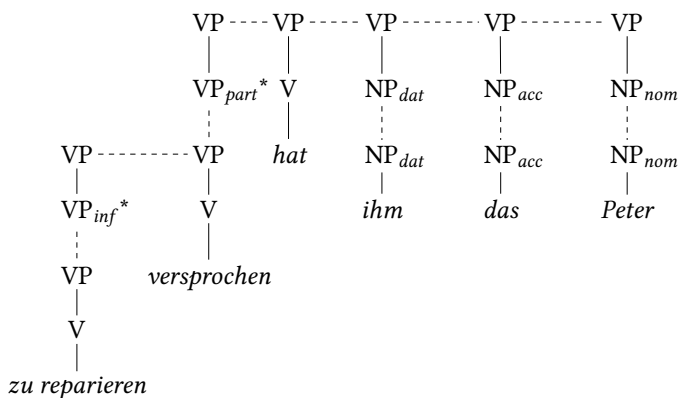 VP VP VP VP VP
VP_part* V NP_dat NP_acc NP_nom
VP VP hat NP_dat NP_acc NP_nom
VP_inf* V ihm das Peter
VP versprochen
V
zu reparieren